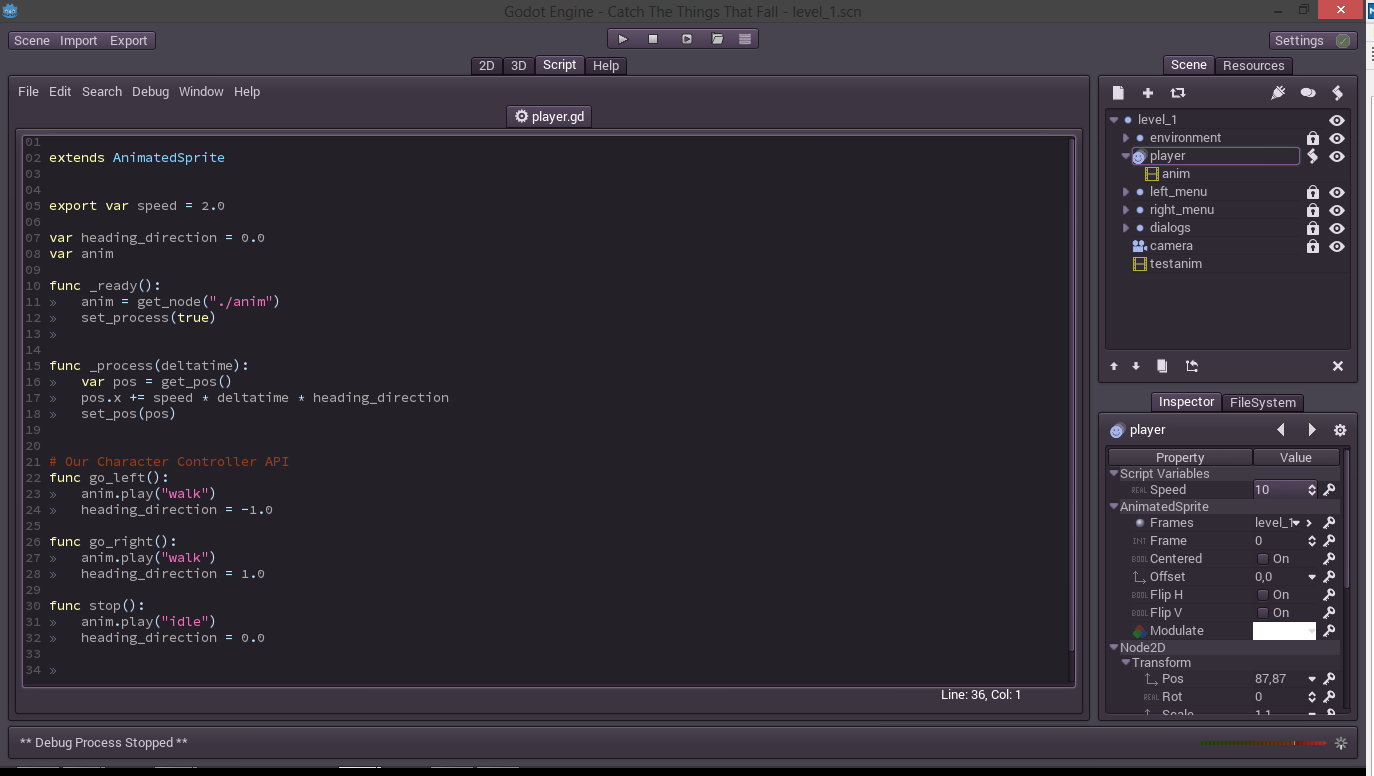 Godot Engine - Catch The Things That Fall - level_1.scn
Scene Import Export
Settings
2D 3D Script Help
Scene Resources
File Edit Search Debug Window Help
player.gd
01
02 extends AnimatedSprite
03
04
05 export var speed = 2.0
06
07 var heading_direction = 0.0
08 var anim
09
10 func _ready():
11 » anim = get_node("./anim")
12 » set_process(true)
13 »
14
15 func _process(deltatime):
16 » var pos = get_pos()
17 » pos.x += speed * deltatime * heading_direction
18 » set_pos(pos)
19
20
21 # Our Character Controller API
22 func go_left():
23 » anim.play("walk")
24 » heading_direction = -1.0
25
26 func go_right():
27 » anim.play("walk")
28 » heading_direction = 1.0
29
30 func stop():
31 » anim.play("idle")
32 » heading_direction = 0.0
33
34 »
Line: 36, Col: 1
level_1
environment
player
anim
left_menu
right_menu
dialogs
camera
testanim
Inspector FileSystem
player
Property Value
Script Variables
REAL Speed 10
AnimatedSprite
Frames level_1
INT Frame 0
BOOL Centered On
Offset 0,0
BOOL Flip H On
BOOL Flip V On
Modulate
Node2D
Transform
Pos 87,87
REAL Rot 0
Scale 1,1
** Debug Process Stopped **